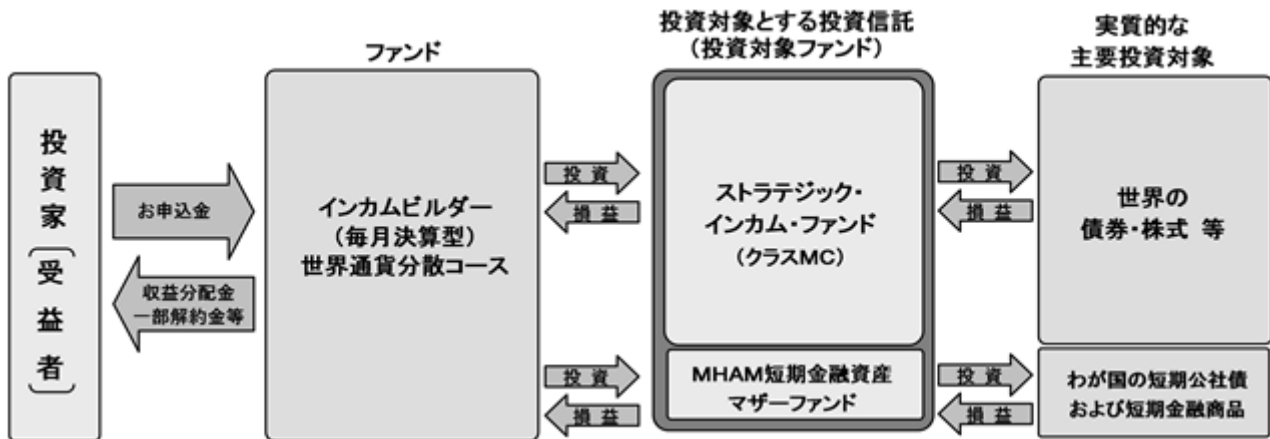 投資対象とする投資信託
(投資対象ファンド)
実質的な
主要投資対象
ファンド
投資家(受益者)
お申込金
収益分配金
一部解約金等
インカムビルダー
(毎月決算型)
世界通貨分散コース
投資
損益
ストラテジック・
インカム・ファンド
(クラスMC)
投資
損益
世界の
債券・株式 等
投資
損益
MHAM短期金融資産
マザーファンド
投資
損益
わが国の短期公社債
および短期金融商品